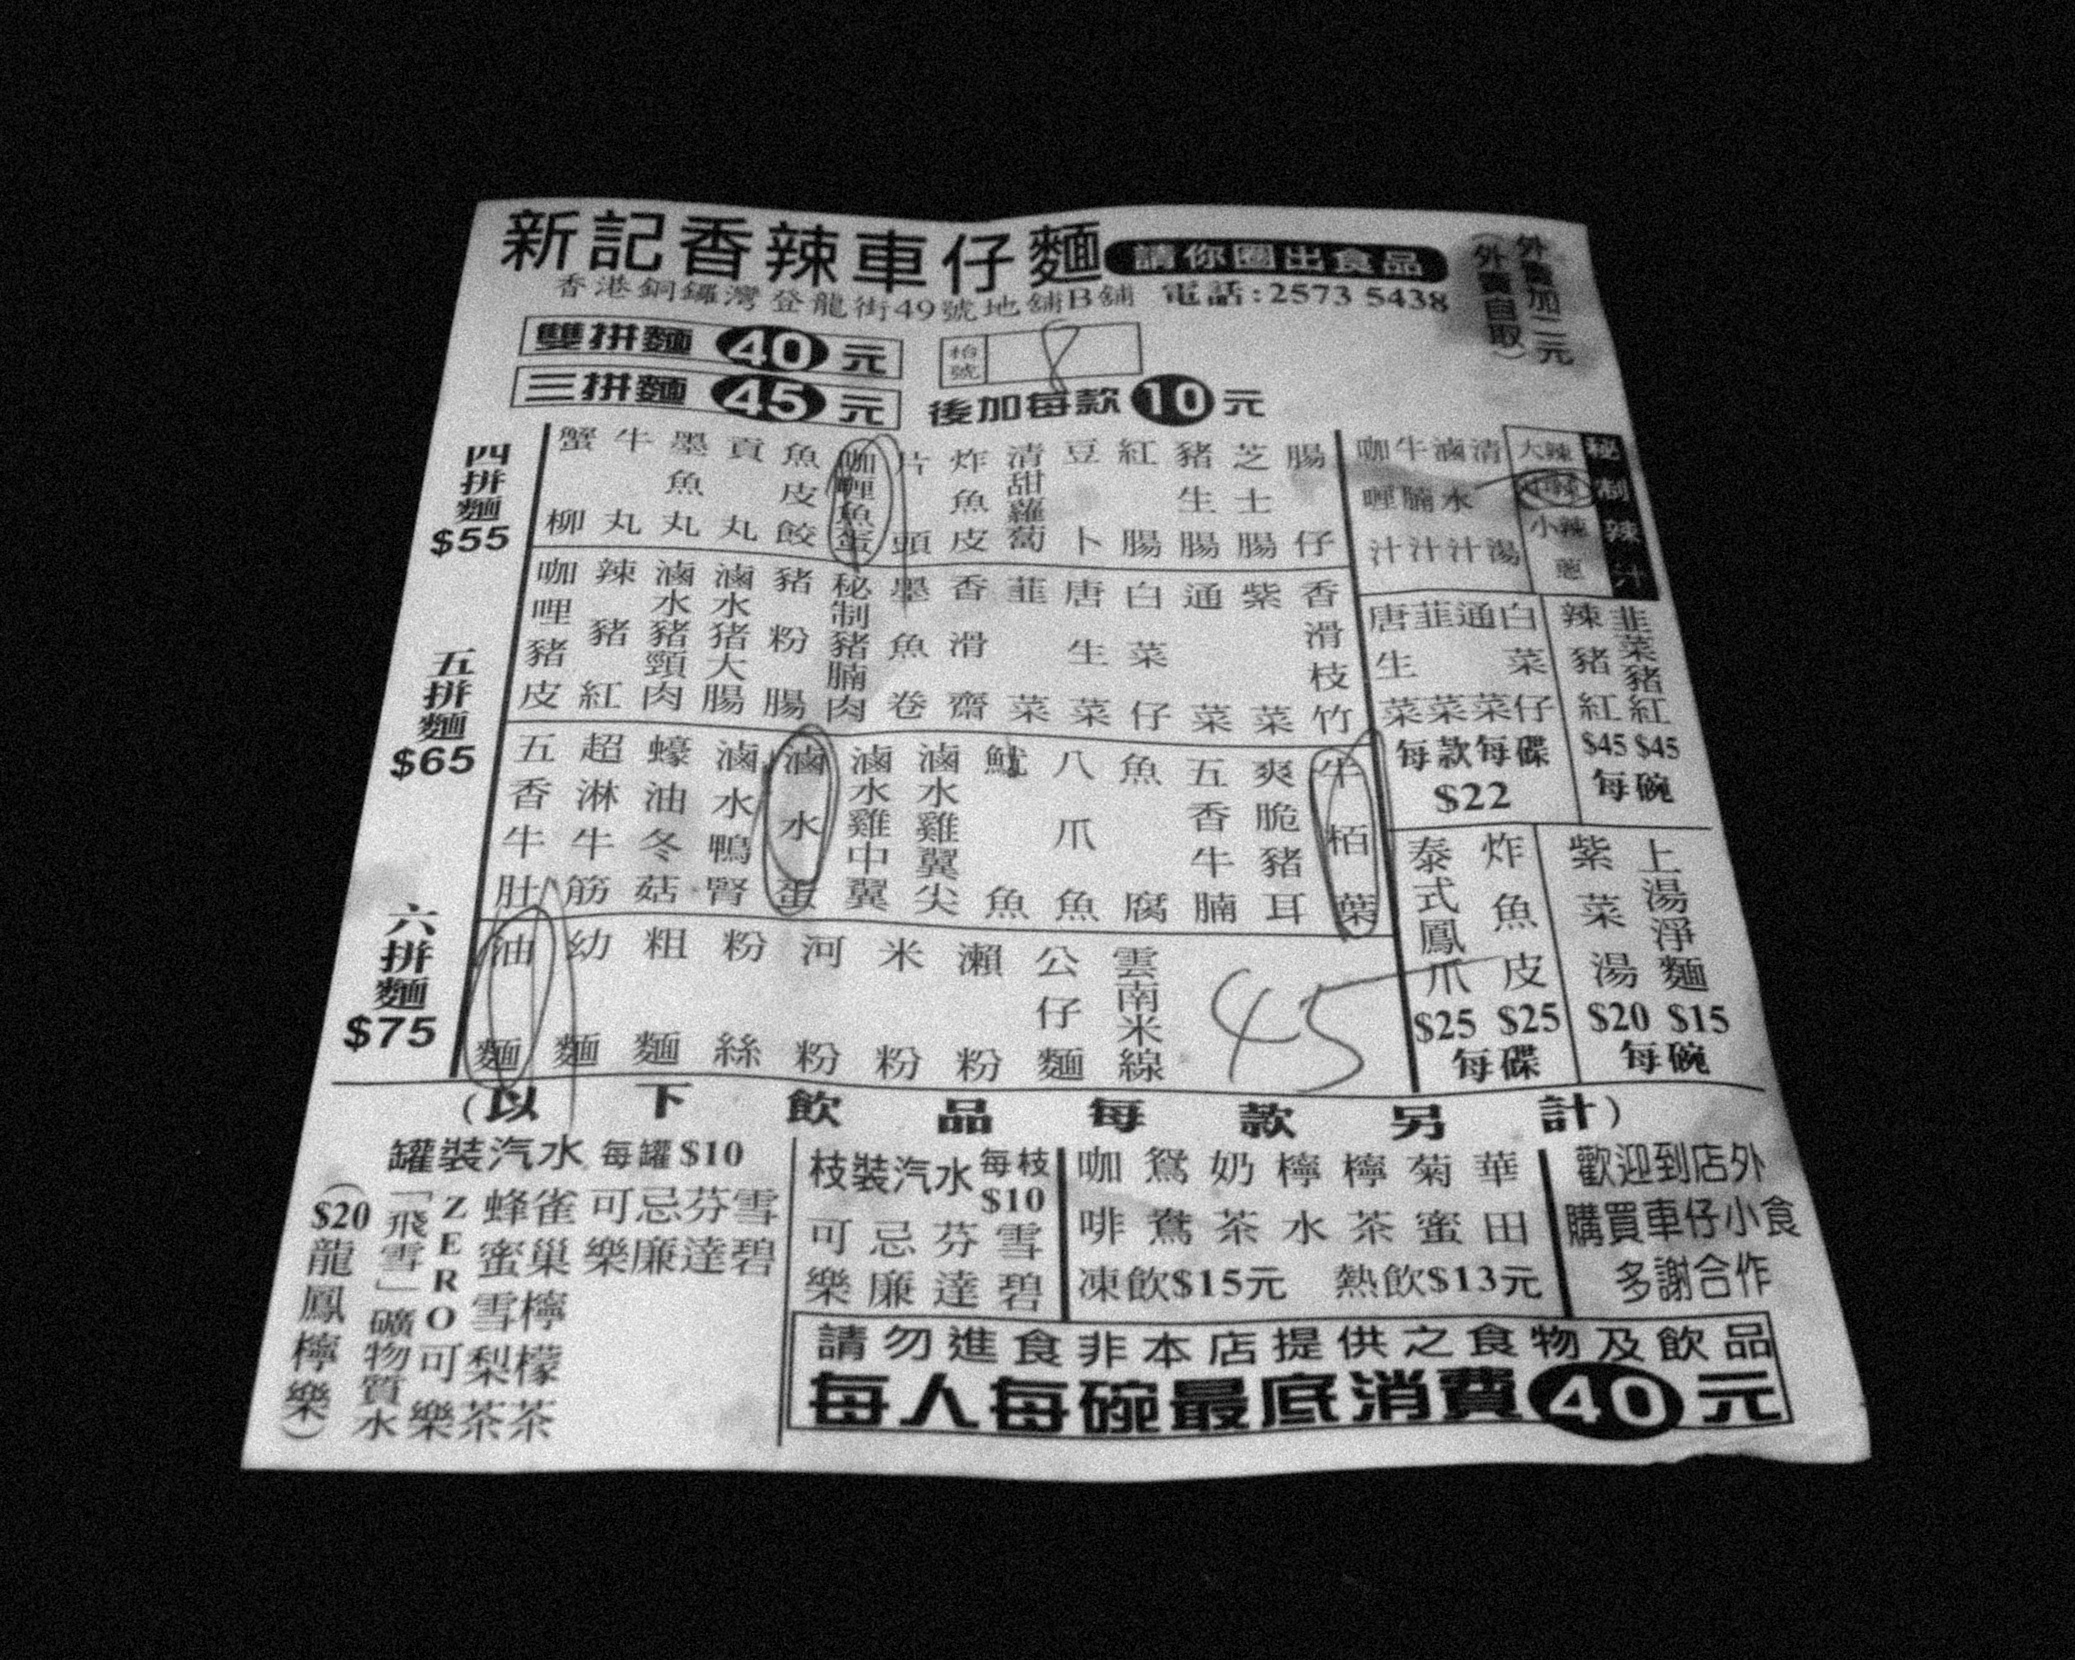 新記香辣車仔麵 請你圈出食品
香港銅鑼灣登龍街49號地舖B舖 電話:2573 5438
外賣加二元
(外賣自取)
雙拼麵 40 元
三拼麵 45 元
枱號 8
後加每款 10 元
四拼麵 $55
五拼麵 $65
六拼麵 $75
蟹柳
牛丸
墨魚丸
貢丸
魚皮餃
咖喱魚蛋
片頭
炸魚皮
清甜蘿蔔
豆卜
紅腸
豬生腸
芝士腸
腸仔
咖哩豬皮
辣豬紅
滷水豬頸肉
滷水猪大腸
豬粉腸
秘制豬腩肉
墨魚卷
香滑齋
韮菜
唐生菜
白菜仔
通菜
紫菜
香滑枝竹
五香牛肚
超淋牛筋
蠔油冬菇
滷水鴨腎
滷水蛋
滷水雞中翼
滷水雞翼尖
魷魚
八爪魚
魚腐
五香牛腩
爽脆豬耳
牛栢葉
油麵
幼麵
粗麵
粉絲
河粉
米粉
瀨粉
公仔麵
雲南米線
45
咖哩汁
牛腩汁
滷水汁
清湯
秘制辣汁
大辣
小辣
蔥
唐生菜
韮菜
通菜
白菜仔
每款每碟
$22
辣豬紅 $45
韭菜豬紅 $45
每碗
泰式鳳爪 $25
炸魚皮 $25
每碟
紫菜湯 $20
上湯淨麵 $15
每碗
(以下飲品每款另計)
罐裝汽水 每罐 $10
雪碧
芬達
忌廉
可樂
雀巢檸檬茶
蜂蜜雪梨茶
ZERO可樂
「飛雪」礦物質水
($20龍鳳檸樂)
枝裝汽水 每枝 $10
可樂
忌廉
芬達
雪碧
咖啡
鴛鴦
奶茶
檸水
檸茶
菊蜜
華田
凍飲$15元 熱飲$13元
歡迎到店外
購買車仔小食
多謝合作
請勿進食非本店提供之食物及飲品
每人每碗最底消費 40 元